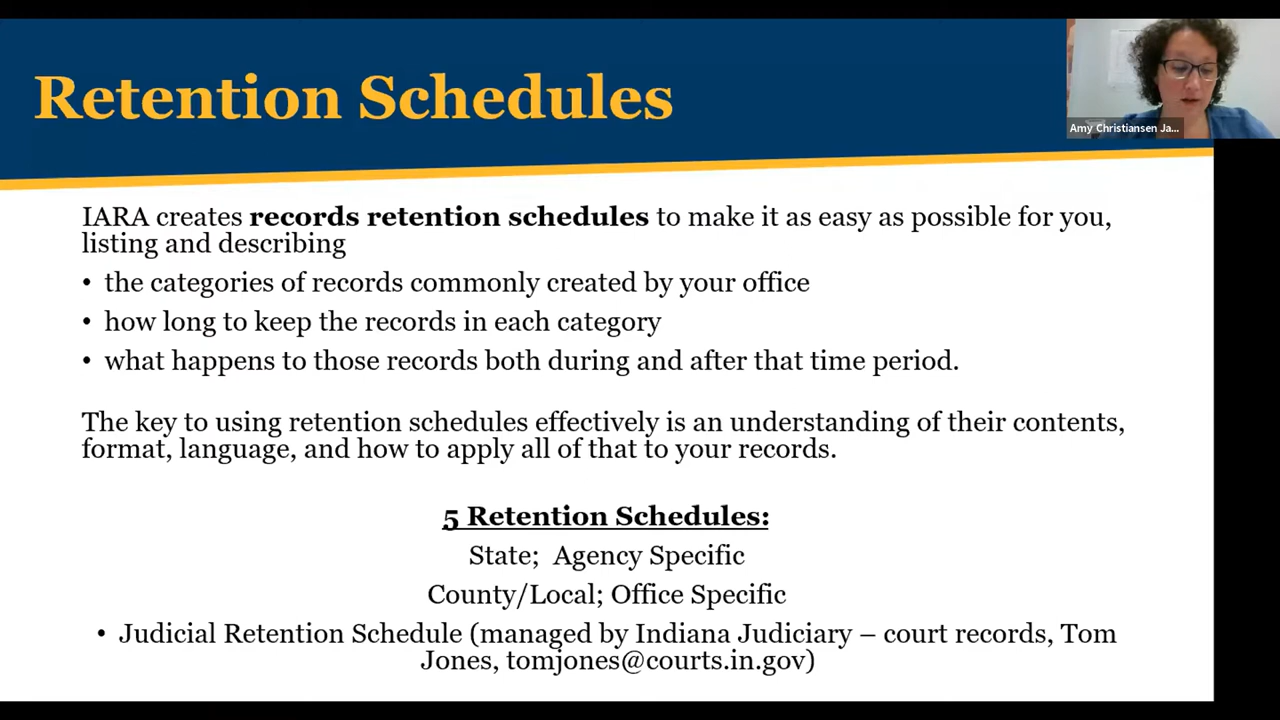 Retention Schedules
Amy Christiansen Ja...
IARA creates records retention schedules to make it as easy as possible for you,
listing and describing
• the categories of records commonly created by your office
• how long to keep the records in each category
• what happens to those records both during and after that time period.
The key to using retention schedules effectively is an understanding of their contents,
format, language, and how to apply all of that to your records.
5 Retention Schedules:
State; Agency Specific
County/Local; Office Specific
• Judicial Retention Schedule (managed by Indiana Judiciary – court records, Tom
Jones, tomjones@courts.in.gov)